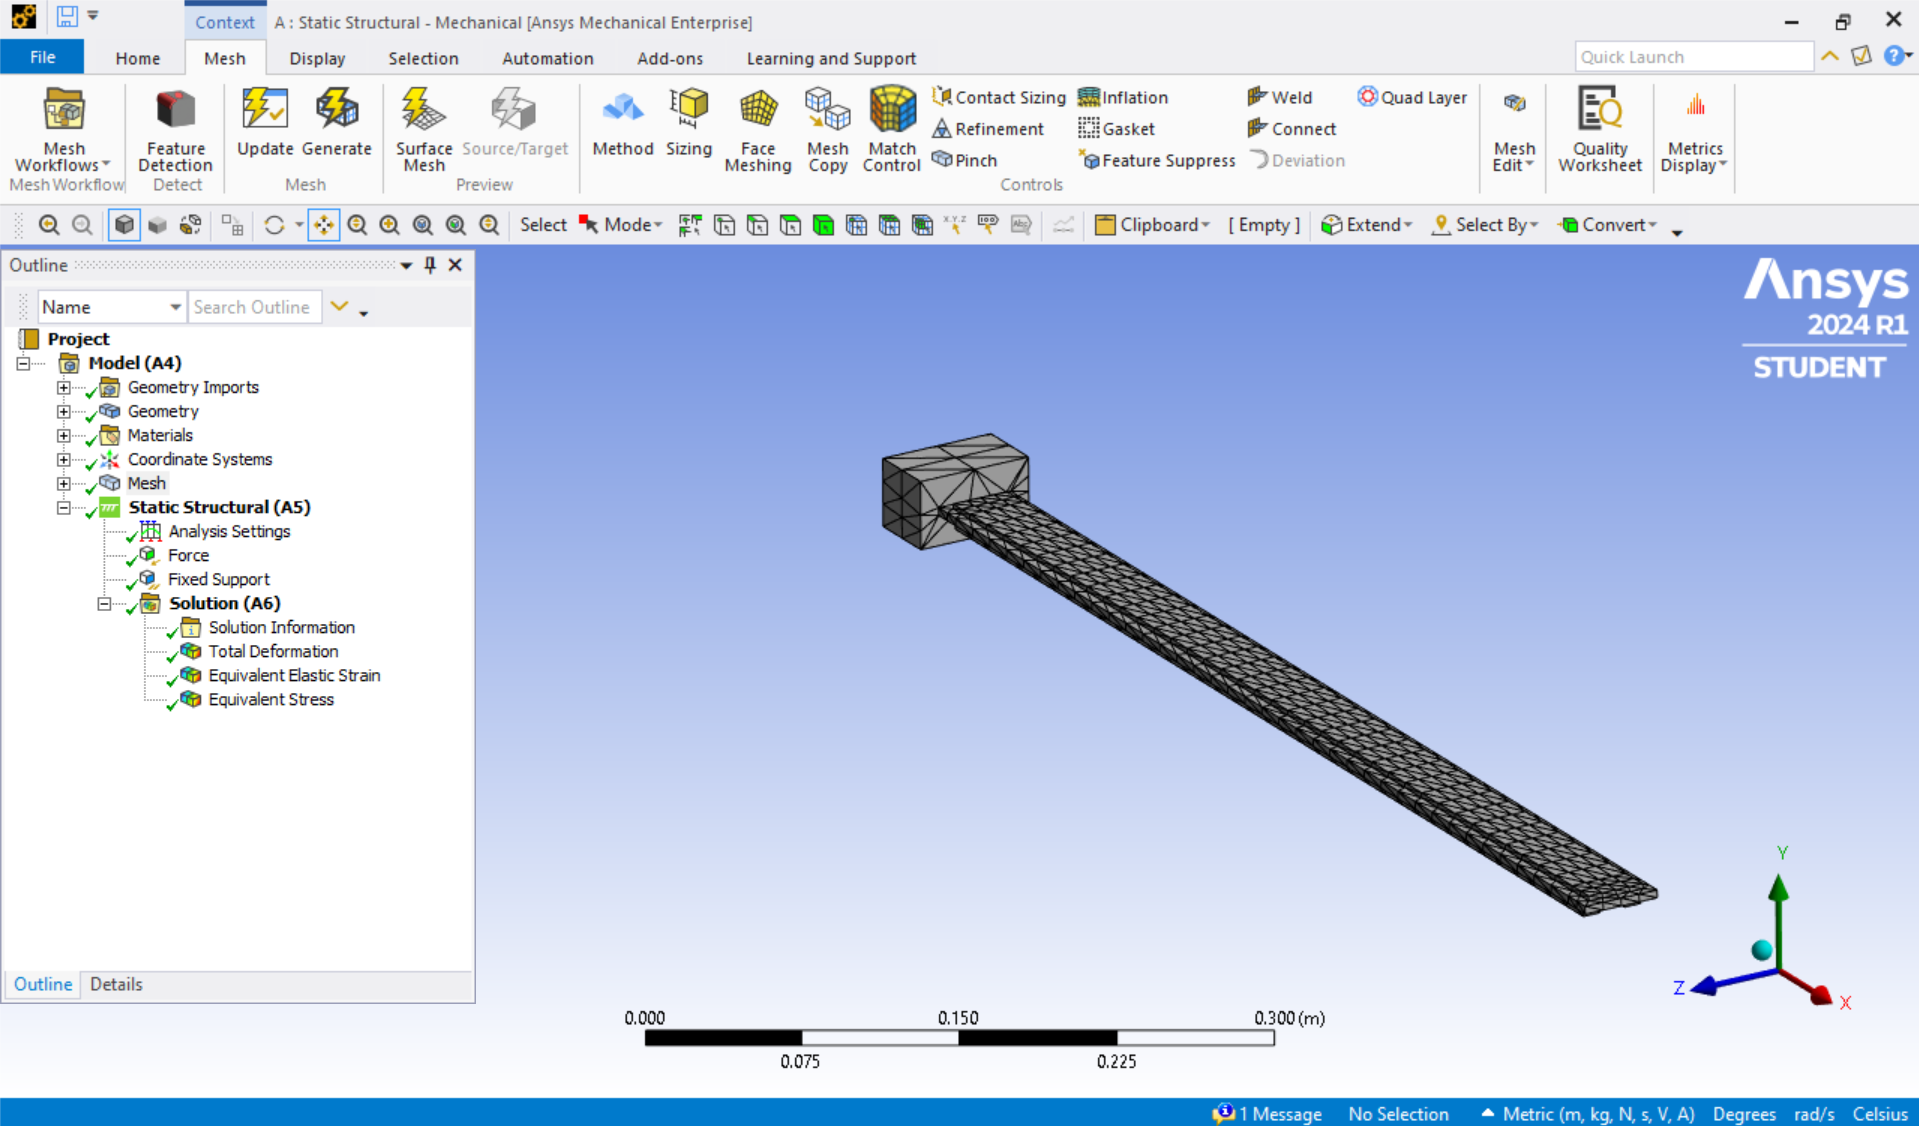 Context A : Static Structural - Mechanical [Ansys Mechanical Enterprise]
File Home Mesh Display Selection Automation Add-ons Learning and Support Quick Launch
Mesh Workflows
Feature Detection
Update Generate
Surface Mesh
Source/Target
Method Sizing
Face Meshing
Mesh Copy
Match Control
Contact Sizing
Refinement
Pinch
Inflation
Gasket
Feature Suppress
Weld
Connect
Deviation
Quad Layer
Mesh Edit
Quality Worksheet
Metrics Display
Mesh Workflow Detect Mesh Preview Controls
Select Mode Clipboard [ Empty ] Extend Select By Convert
Outline
Name Search Outline
Project
Model (A4)
Geometry Imports
Geometry
Materials
Coordinate Systems
Mesh
Static Structural (A5)
Analysis Settings
Force
Fixed Support
Solution (A6)
Solution Information
Total Deformation
Equivalent Elastic Strain
Equivalent Stress
Outline Details
Ansys
2024 R1
STUDENT
Y
Z
X
0.000 0.150 0.300 (m)
0.075 0.225
1 Message No Selection Metric (m, kg, N, s, V, A) Degrees rad/s Celsius